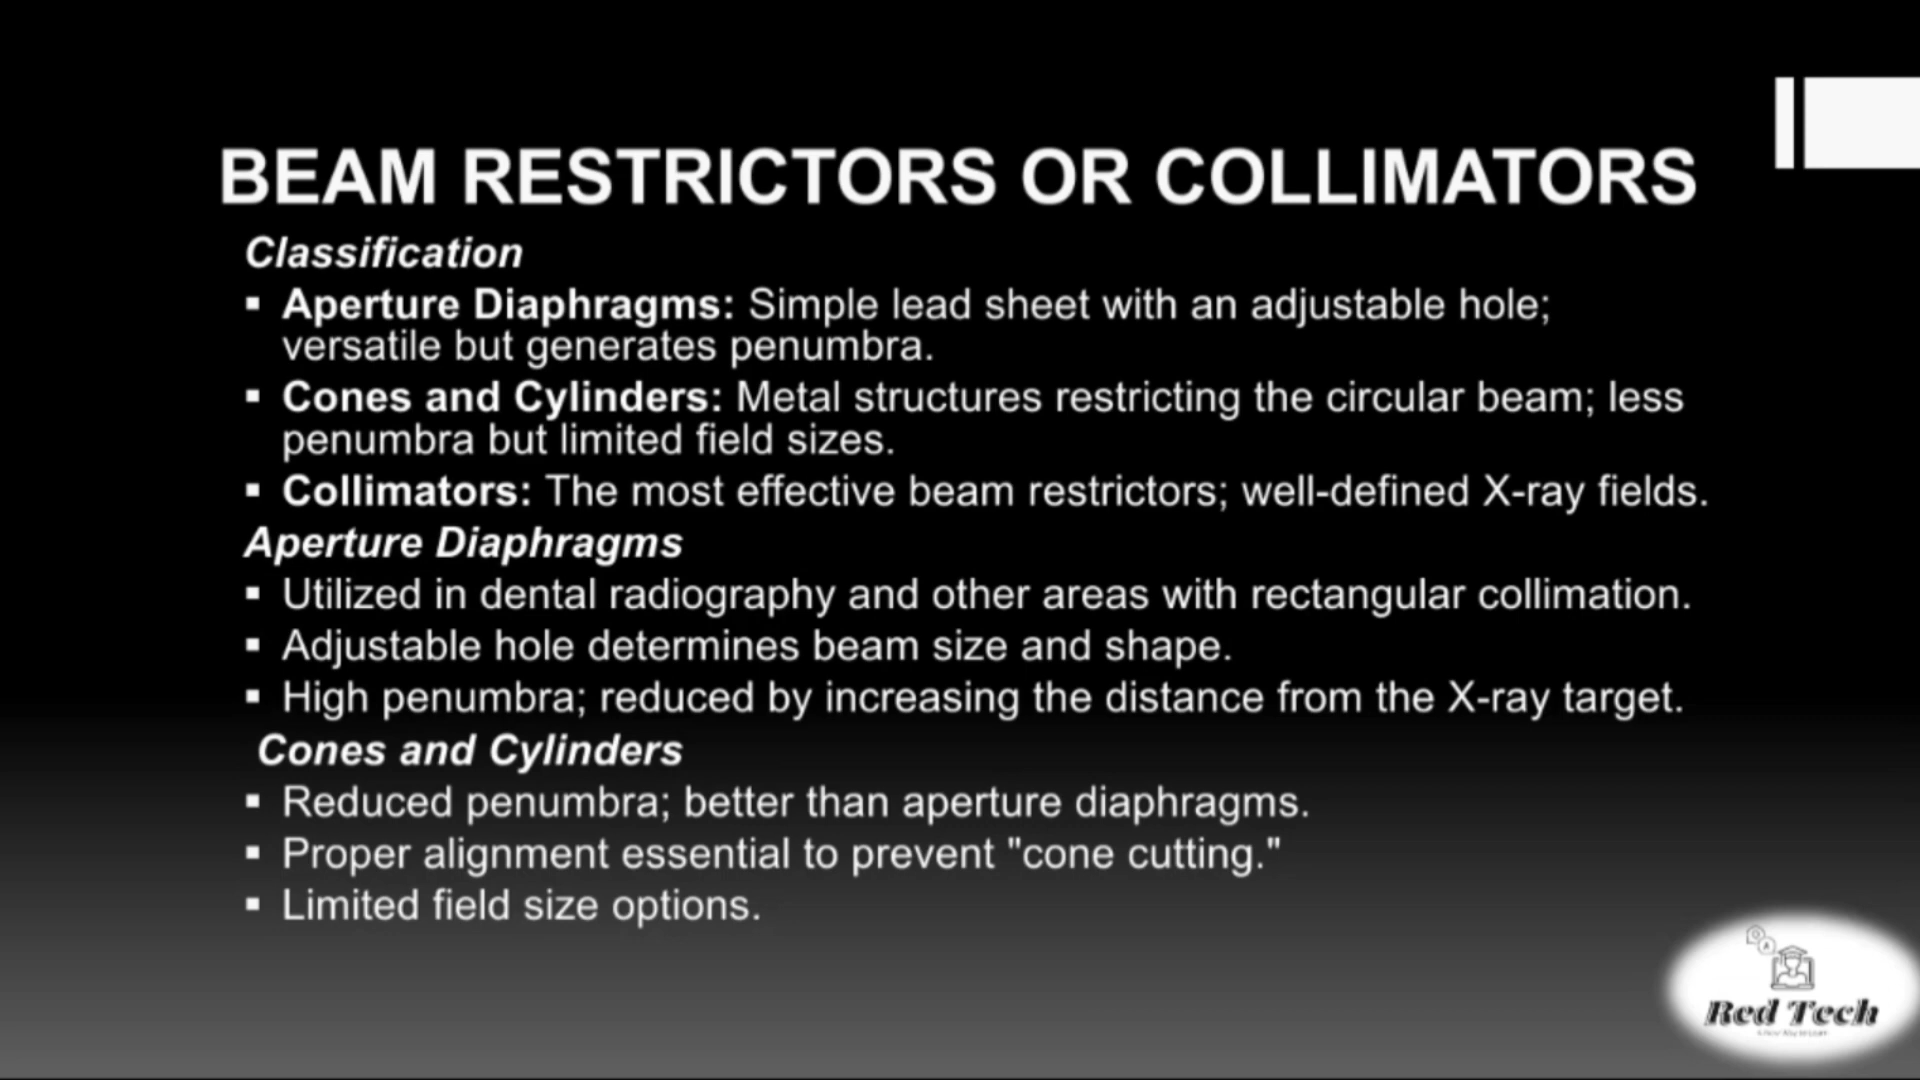 BEAM RESTRICTORS OR COLLIMATORS
Classification
▪ Aperture Diaphragms: Simple lead sheet with an adjustable hole;
versatile but generates penumbra.
▪ Cones and Cylinders: Metal structures restricting the circular beam; less
penumbra but limited field sizes.
▪ Collimators: The most effective beam restrictors; well-defined X-ray fields.
Aperture Diaphragms
▪ Utilized in dental radiography and other areas with rectangular collimation.
▪ Adjustable hole determines beam size and shape.
▪ High penumbra; reduced by increasing the distance from the X-ray target.
Cones and Cylinders
▪ Reduced penumbra; better than aperture diaphragms.
▪ Proper alignment essential to prevent "cone cutting."
▪ Limited field size options.
Red Tech